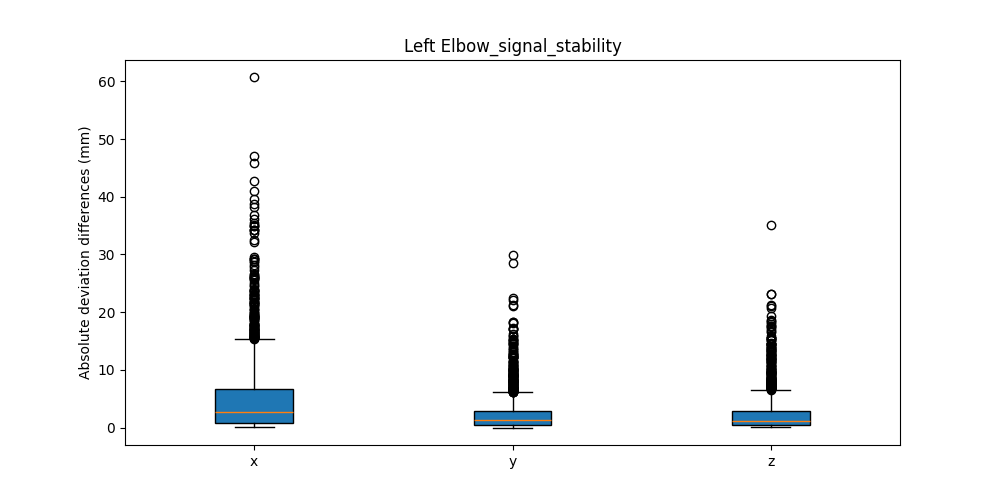 Left Elbow_signal_stability
Absolute deviation differences (mm)
60
50
40
30
20
10
0
x y z